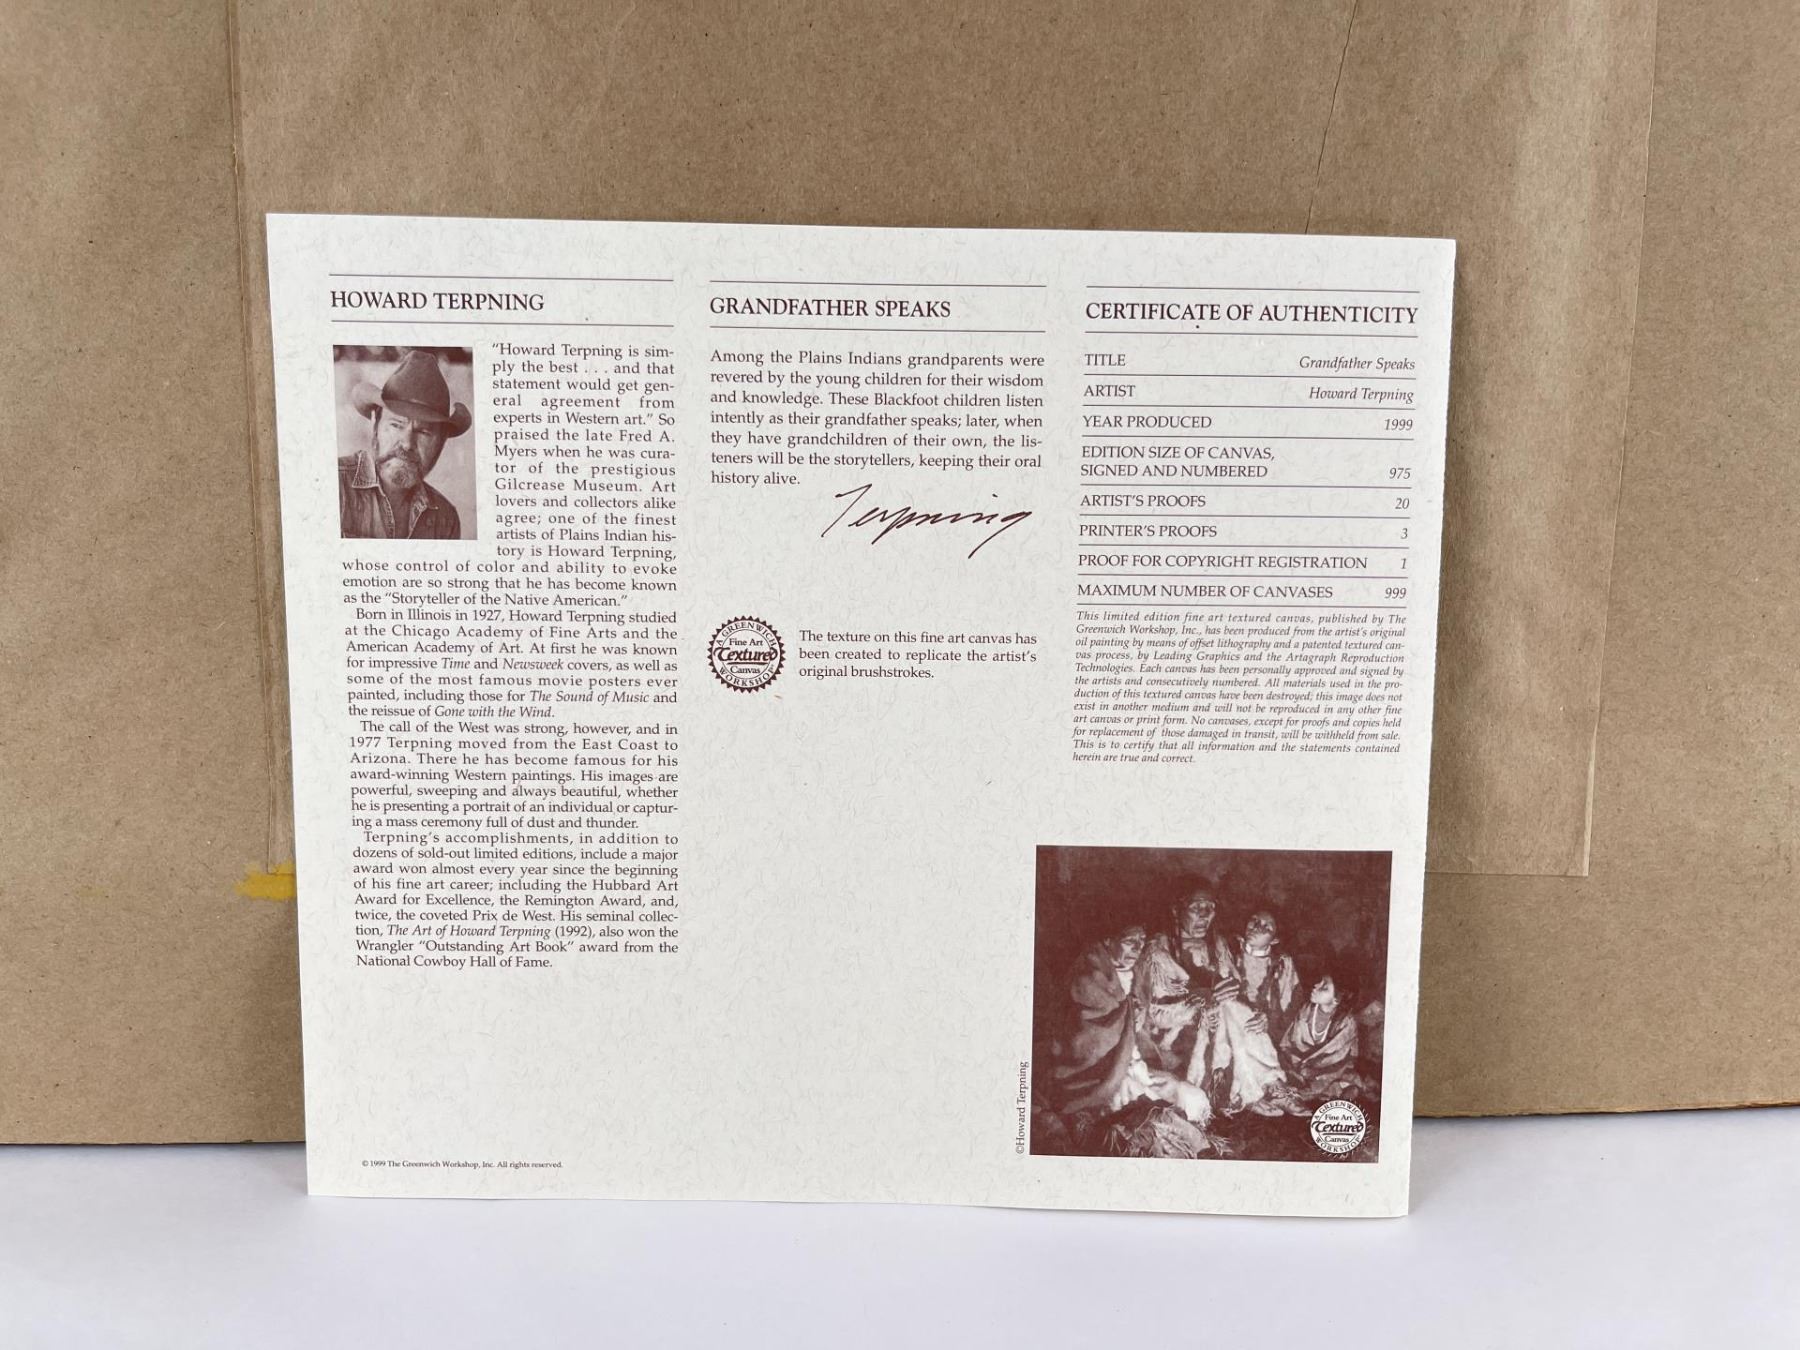 HOWARD TERPNING
"Howard Terpning is sim-
ply the best . . . and that
statement would get gen-
eral agreement from
experts in Western art." So
praised the late Fred A.
Myers when he was cura-
tor of the prestigious
Gilcrease Museum. Art
lovers and collectors alike
agree; one of the finest
artists of Plains Indian his-
tory is Howard Terpning,
whose control of color and ability to evoke
emotion are so strong that he has become known
as the "Storyteller of the Native American."
Born in Illinois in 1927, Howard Terpning studied
at the Chicago Academy of Fine Arts and the
American Academy of Art. At first he was known
for impressive Time and Newsweek covers, as well as
some of the most famous movie posters ever
painted, including those for The Sound of Music and
the reissue of Gone with the Wind.
The call of the West was strong, however, and in
1977 Terpning moved from the East Coast to
Arizona. There he has become famous for his
award-winning Western paintings. His images are
powerful, sweeping and always beautiful, whether
he is presenting a portrait of an individual or captur-
ing a mass ceremony full of dust and thunder.
Terpning's accomplishments, in addition to
dozens of sold-out limited editions, include a major
award won almost every year since the beginning
of his fine art career; including the Hubbard Art
Award for Excellence, the Remington Award, and,
twice, the coveted Prix de West. His seminal collec-
tion, The Art of Howard Terpning (1992), also won the
Wrangler "Outstanding Art Book" award from the
National Cowboy Hall of Fame.
© 1999 The Greenwich Workshop, Inc. All rights reserved.
GRANDFATHER SPEAKS
Among the Plains Indians grandparents were
revered by the young children for their wisdom
and knowledge. These Blackfoot children listen
intently as their grandfather speaks; later, when
they have grandchildren of their own, the lis-
teners will be the storytellers, keeping their oral
history alive.
Terpning
A GREENWICH
Fine Art
Textured
Canvas
WORKSHOP
The texture on this fine art canvas has
been created to replicate the artist's
original brushstrokes.
CERTIFICATE OF AUTHENTICITY
TITLE Grandfather Speaks
ARTIST Howard Terpning
YEAR PRODUCED 1999
EDITION SIZE OF CANVAS,
SIGNED AND NUMBERED 975
ARTIST'S PROOFS 20
PRINTER'S PROOFS 3
PROOF FOR COPYRIGHT REGISTRATION 1
MAXIMUM NUMBER OF CANVASES 999
This limited edition fine art textured canvas, published by The
Greenwich Workshop, Inc., has been produced from the artist's original
oil painting by means of offset lithography and a patented textured can-
vas process, by Leading Graphics and the Artagraph Reproduction
Technologies. Each canvas has been personally approved and signed by
the artists and consecutively numbered. All materials used in the pro-
duction of this textured canvas have been destroyed; this image does not
exist in another medium and will not be reproduced in any other fine
art canvas or print form. No canvases, except for proofs and copies held
for replacement of those damaged in transit, will be withheld from sale.
This is to certify that all information and the statements contained
herein are true and correct.
©Howard Terpning
A GREENWICH
Fine Art
Textured
Canvas
WORKSHOP